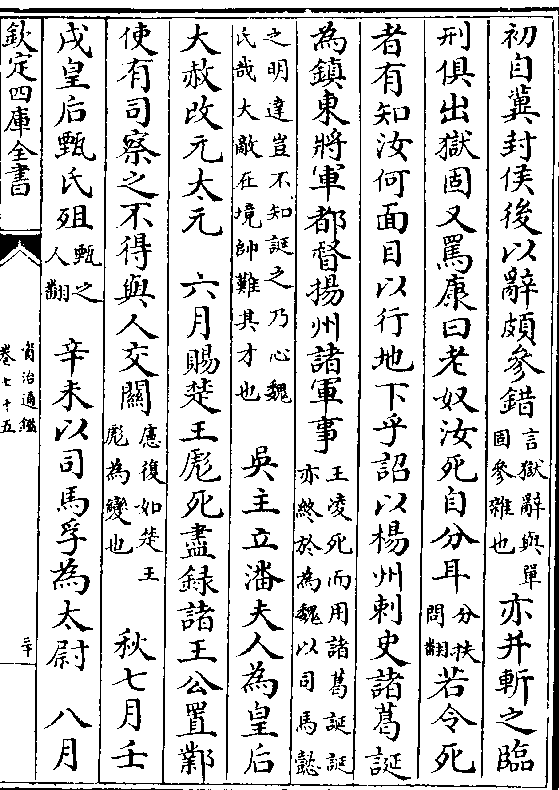 初自冀封侯後以辭頗參錯言獄辭與單固參雜也亦并斬之臨
刑俱出獄固又罵康曰老奴汝死自分耳分扶問翻若令死
者有知汝何面目以行地下乎詔以楊州刺史諸葛誕
為鎮東將軍都督揚州諸軍事王凌死而用諸葛誕誕亦終於為魏以司馬懿
之明達豈不知誕之乃心魏氏哉大敵在境帥難其才也吳主立潘夫人為皇后
大赦改元太元 六月賜楚王彪死盡録諸王公置鄴
使有司察之不得與人交關應復如楚王彪為變也 秋七月壬
戌皇后甄氏殂甄之人翻 辛未以司馬孚為太尉 八月
欽定四庫全書
資治通鑑
卷七十五
二十